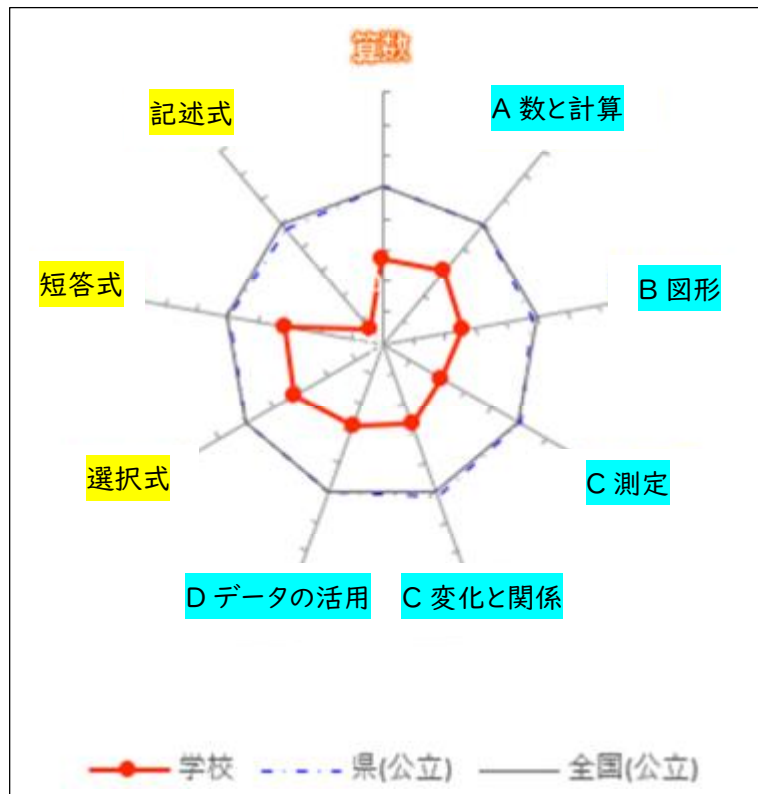 算数
記述式
A 数と計算
短答式
B 図形
選択式
C 測定
D データの活用
C 変化と関係
学校 県(公立) 全国(公立)